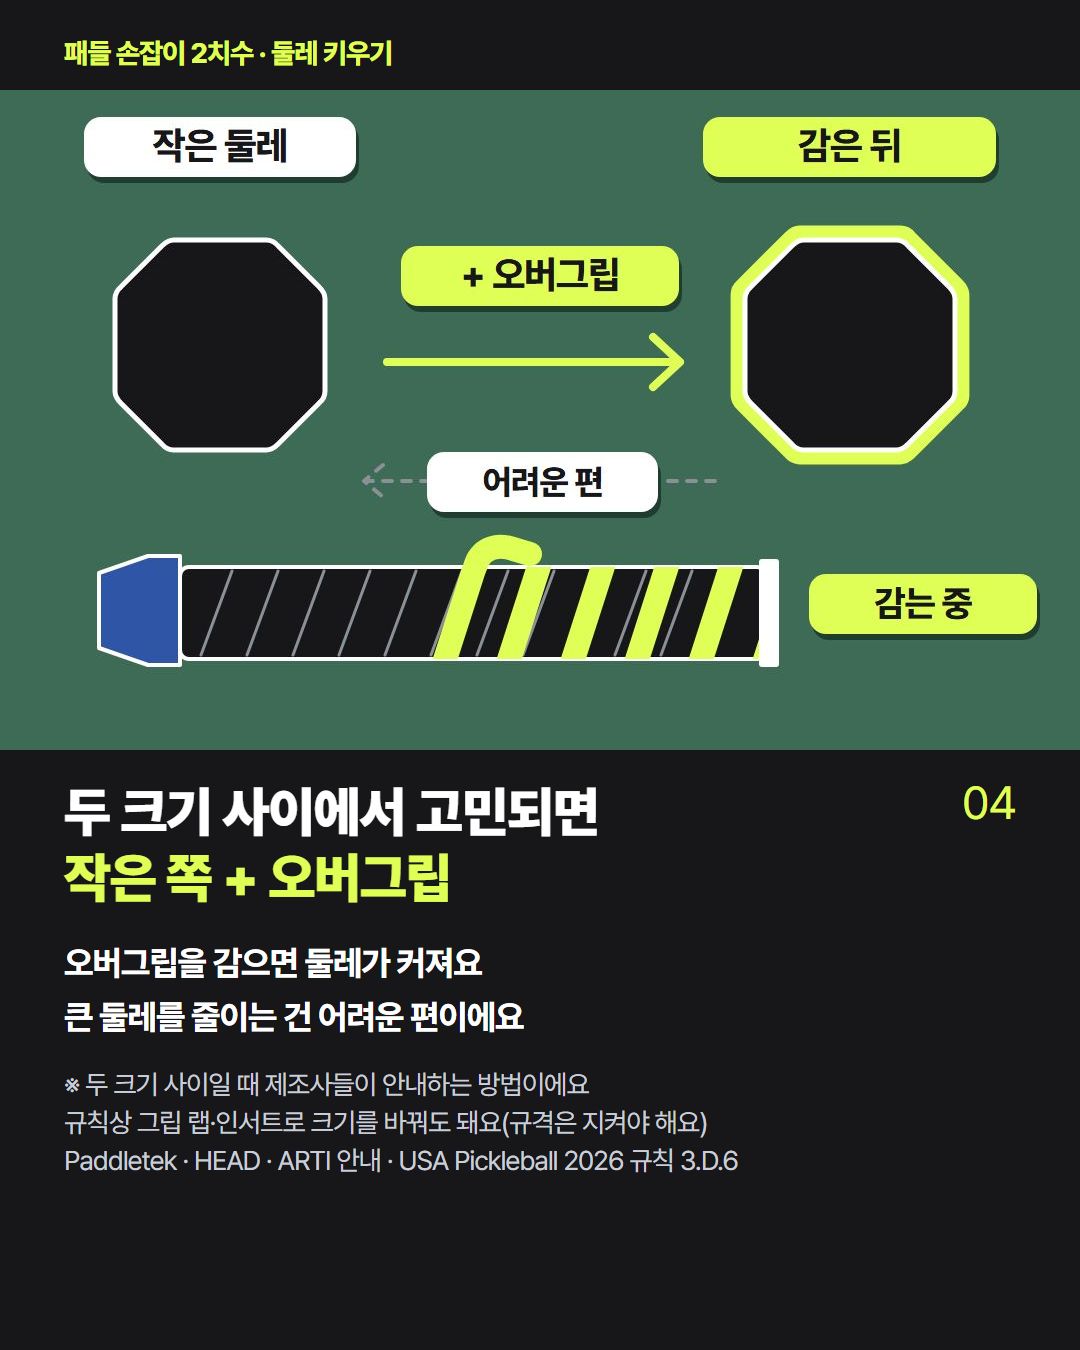 패들 손잡이 2치수 · 둘레 키우기
작은 둘레
감은 뒤
+ 오버그립
어려운 편
감는 중
두 크기 사이에서 고민되면
04
작은 쪽 + 오버그립
오버그립을 감으면 둘레가 커져요
큰 둘레를 줄이는 건 어려운 편이에요
※ 두 크기 사이일 때 제조사들이 안내하는 방법이에요
규칙상 그립 랩·인서트로 크기를 바꿔도 돼요(규격은 지켜야 해요)
Paddletek · HEAD · ARTI 안내 · USA Pickleball 2026 규칙 3.D.6